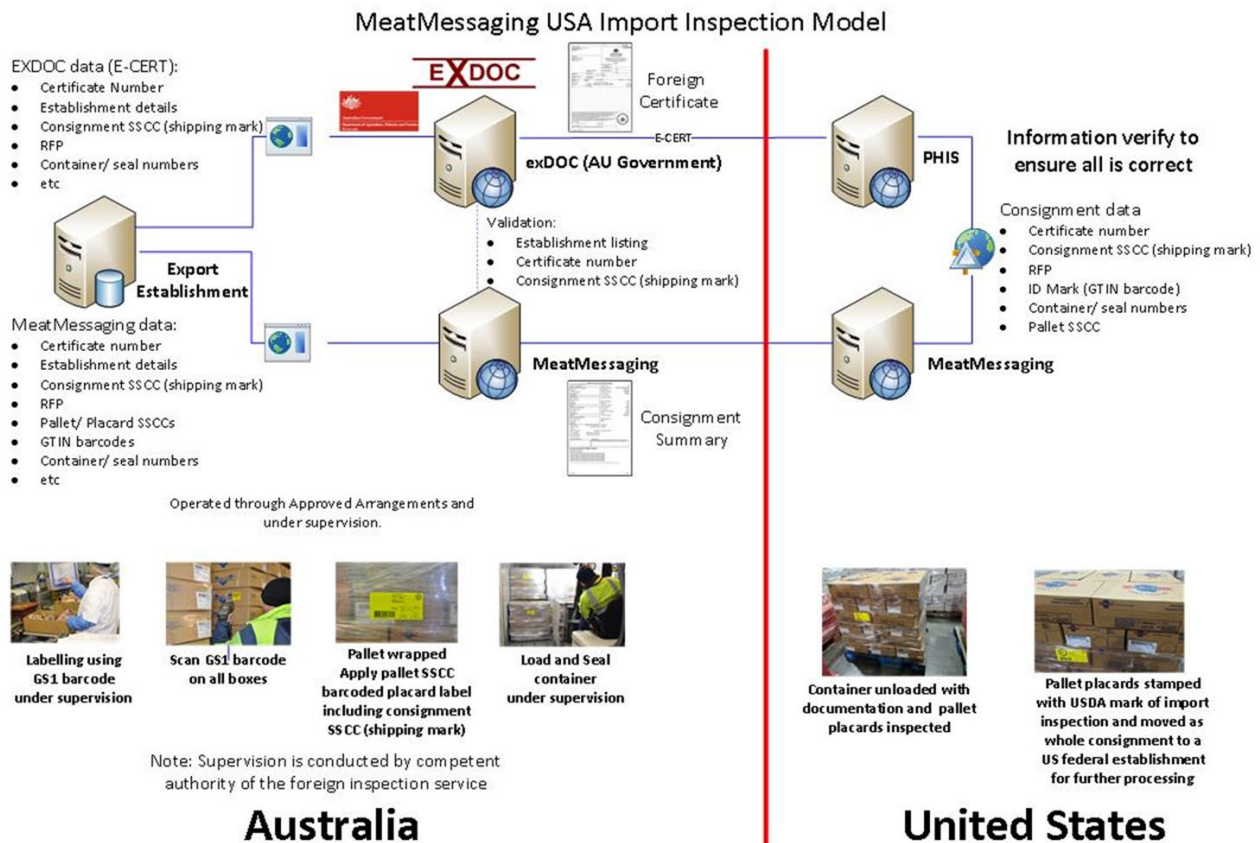 MeatMessaging USA Import Inspection Model
EXDOC data (E-CERT):
● Certificate Number
● Establishment details
● Consignment SSCC (shipping mark)
● RFP
● Container/ seal numbers
● etc
EXDOC
Foreign
Certificate
E-CERT
exDOC (AU Government)
PHIS
Information verify to
ensure all is correct
Export
Establishment
Validation:
● Establishment listing
● Certificate number
● Consignment SSCC (shipping mark)
Consignment data
● Certificate number
● Consignment SSCC (shipping mark)
● RFP
● ID Mark (GTIN barcode)
● Container/ seal numbers
● Pallet SSCC
MeatMessaging data:
● Certificate number
● Establishment details
● Consignment SSCC (shipping mark)
● RFP
● Pallet/ Placard SSCCs
● GTIN barcodes
● Container/ seal numbers
● etc
MeatMessaging
MeatMessaging
Consignment
Summary
Operated through Approved Arrangements and
under supervision.
Labelling using
GS1 barcode
under supervision
Scan GS1 barcode
on all boxes
Pallet wrapped
Apply pallet SSCC
barcoded placard label
including consignment
SSCC (shipping mark)
Load and Seal
container
under supervision
Container unloaded with
documentation and pallet
placards inspected
Pallet placards stamped
with USDA mark of import
inspection and moved as
whole consignment to a
US federal establishment
for further processing
Note: Supervision is conducted by competent
authority of the foreign inspection service
Australia
United States